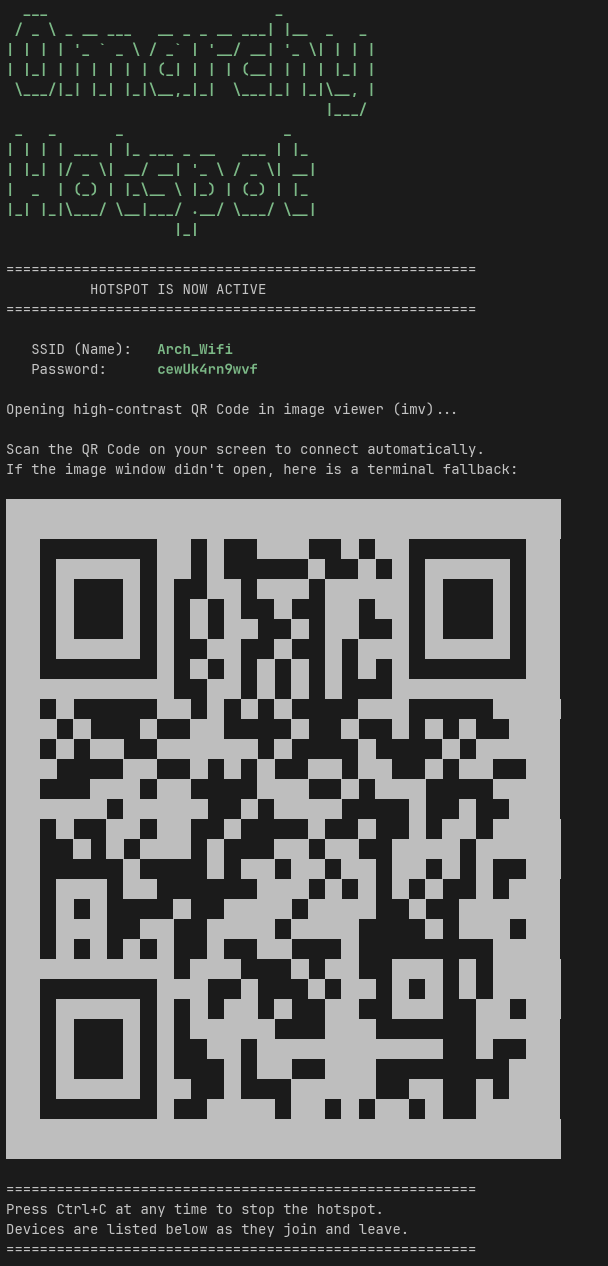 Omarchy
Hotspot
========================================================
HOTSPOT IS NOW ACTIVE
========================================================
SSID (Name): Arch_Wifi
Password: cewUk4rn9wvf
Opening high-contrast QR Code in image viewer (imv)...
Scan the QR Code on your screen to connect automatically.
If the image window didn't open, here is a terminal fallback:
========================================================
Press Ctrl+C at any time to stop the hotspot.
Devices are listed below as they join and leave.
========================================================